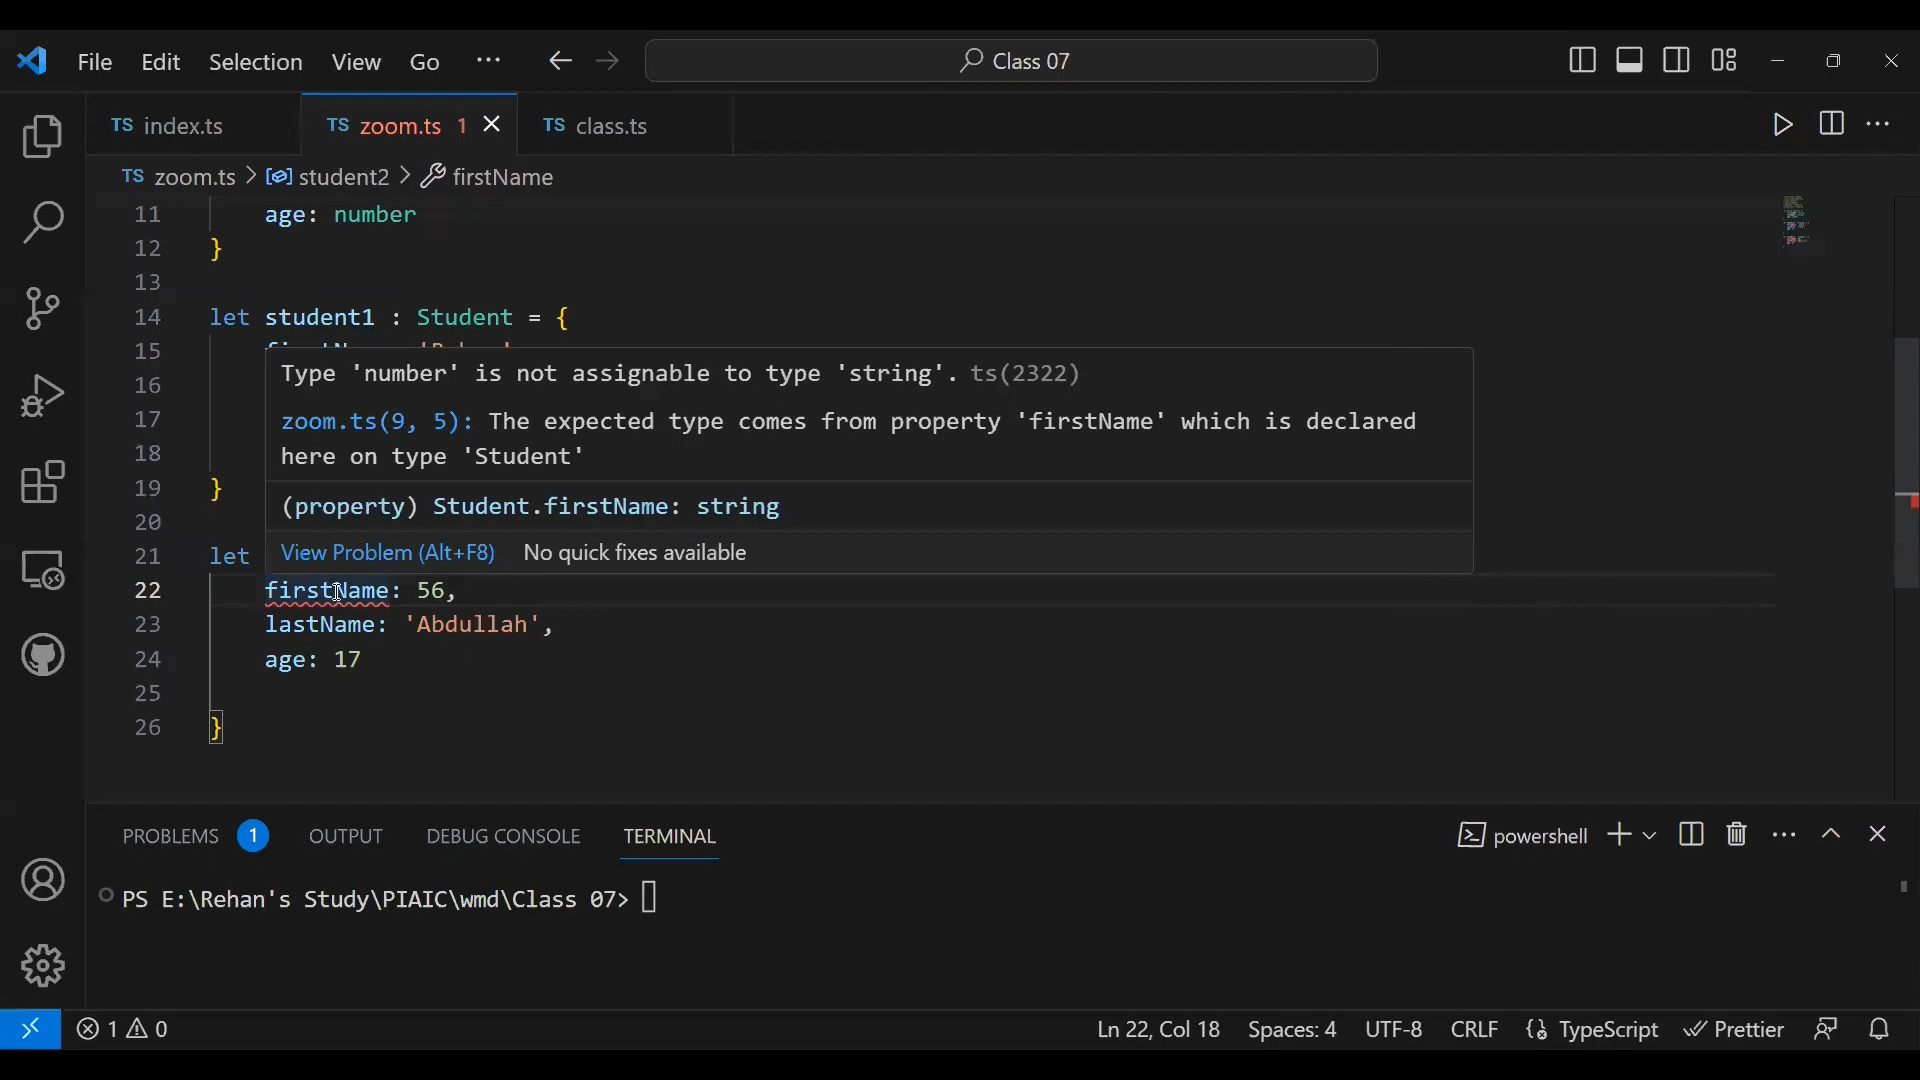 File Edit Selection View Go ··· Class 07
TS index.ts TS zoom.ts 1 TS class.ts
TS zoom.ts > student2 > firstName
11 age: number
12 }
13
14 let student1 : Student = {
15
16
17
18
19 }
20
21 let
Type 'number' is not assignable to type 'string'. ts(2322)
zoom.ts(9, 5): The expected type comes from property 'firstName' which is declared
here on type 'Student'
(property) Student.firstName: string
View Problem (Alt+F8) No quick fixes available
22 firstName: 56,
23 lastName: 'Abdullah',
24 age: 17
25
26 }
PROBLEMS 1 OUTPUT DEBUG CONSOLE TERMINAL powershell
PS E:\Rehan's Study\PIAIC\wmd\Class 07>
1 0 Ln 22, Col 18 Spaces: 4 UTF-8 CRLF {} TypeScript Prettier